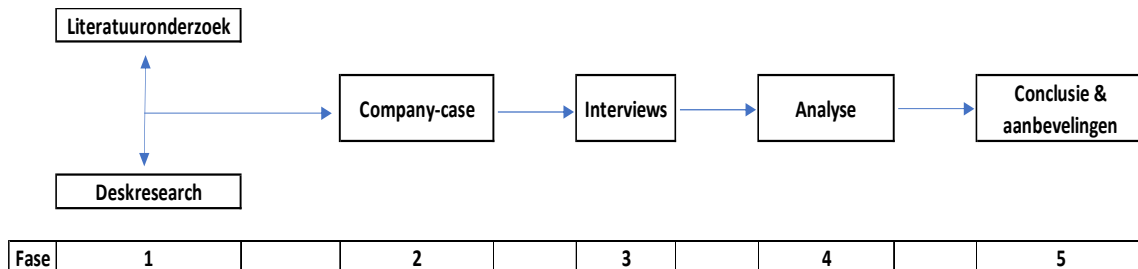 Literatuuronderzoek
Company-case
Interviews
Analyse
Conclusie &
aanbevelingen
Deskresearch
Fase 1 2 3 4 5